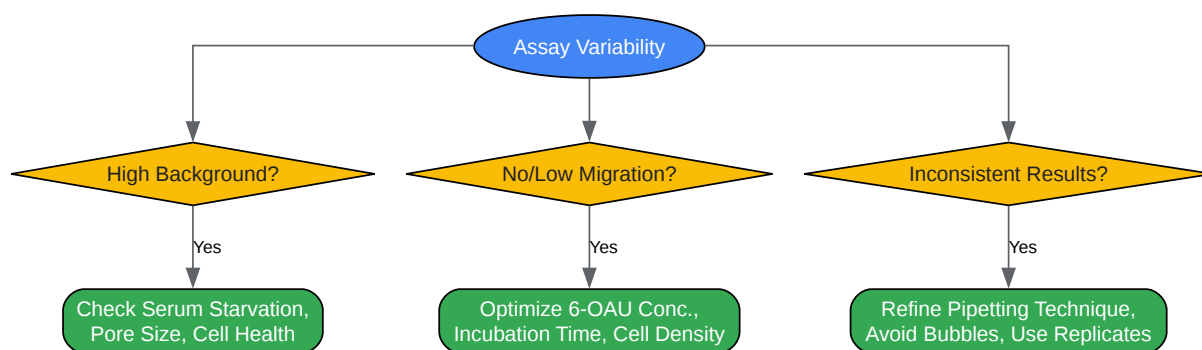 Assay Variability
High Background?
No/Low Migration?
Inconsistent Results?
Yes
Yes
Yes
Check Serum Starvation,
Pore Size, Cell Health
Optimize 6-OAU Conc.,
Incubation Time, Cell Density
Refine Pipetting Technique,
Avoid Bubbles, Use Replicates